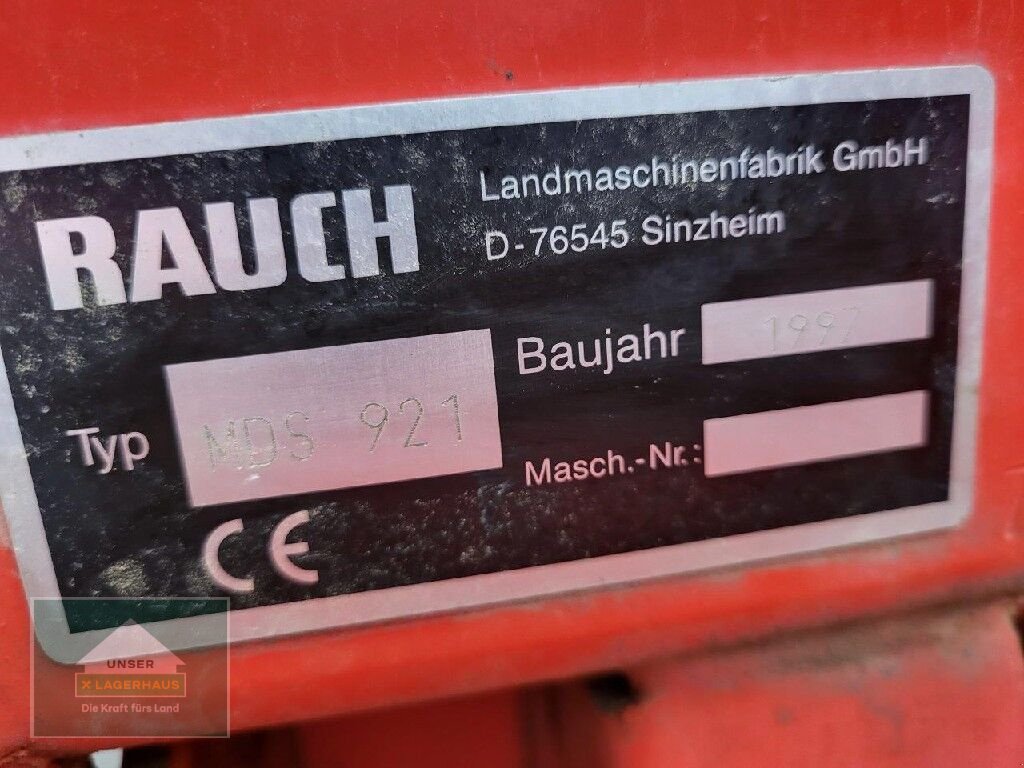 RAUCH
Landmaschinenfabrik GmbH
D-76545 Sinzheim
Typ MDS 921
Baujahr 1997
Masch.-Nr.:
CE
UNSER
X LAGERHAUS
Die Kraft fürs Land